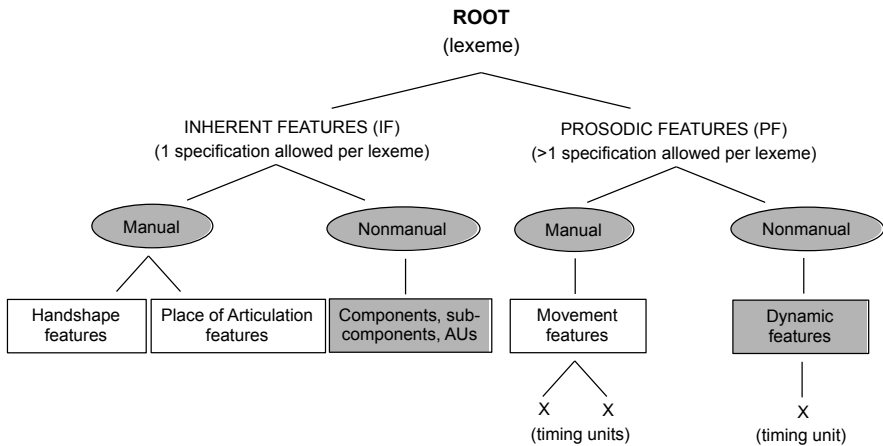 ROOT
(lexeme)
INHERENT FEATURES (IF)
(1 specification allowed per lexeme)
PROSODIC FEATURES (PF)
(>1 specification allowed per lexeme)
Manual
Nonmanual
Manual
Nonmanual
Handshape
features
Place of Articulation
features
Components, sub-
components, AUs
Movement
features
Dynamic
features
X X
(timing units)
X
(timing unit)